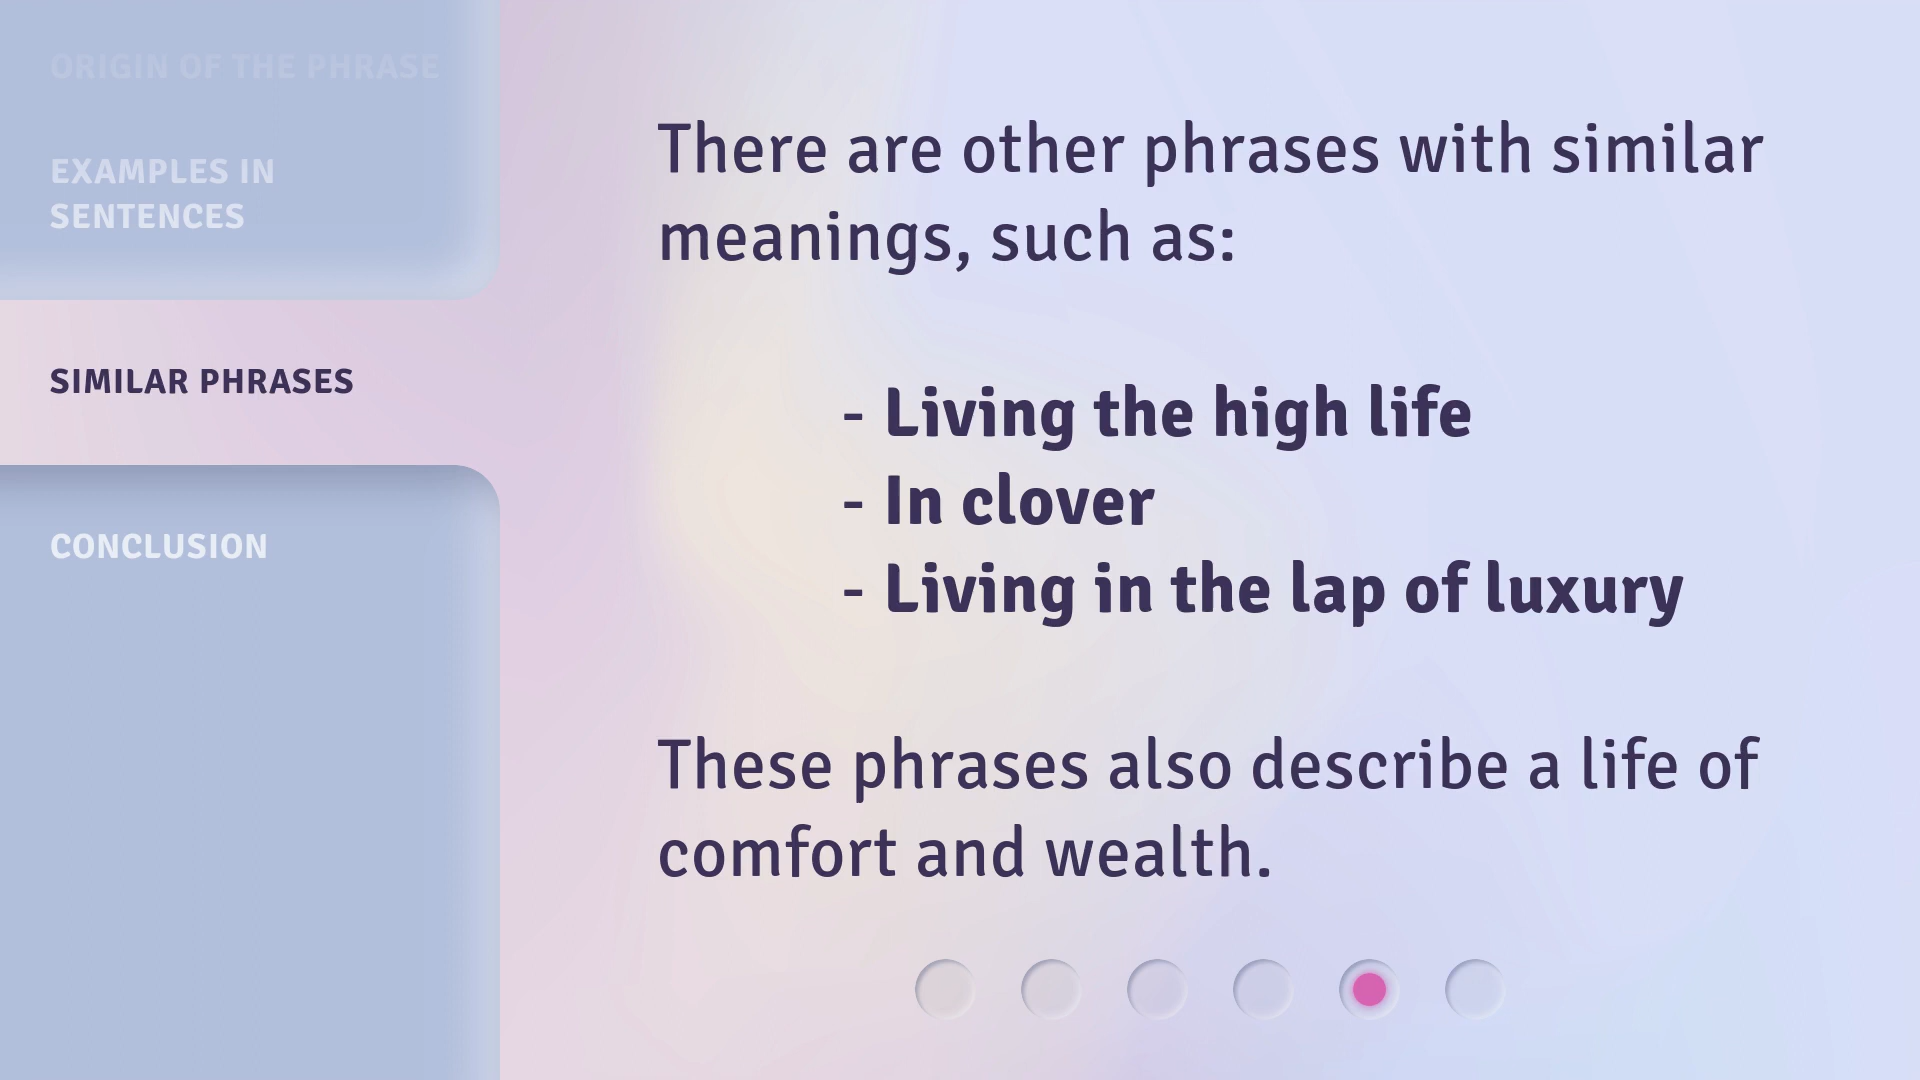 ORIGIN OF THE PHRASE
EXAMPLES IN
SENTENCES
SIMILAR PHRASES
CONCLUSION
There are other phrases with similar
meanings, such as:
- Living the high life
- In clover
- Living in the lap of luxury
These phrases also describe a life of
comfort and wealth.